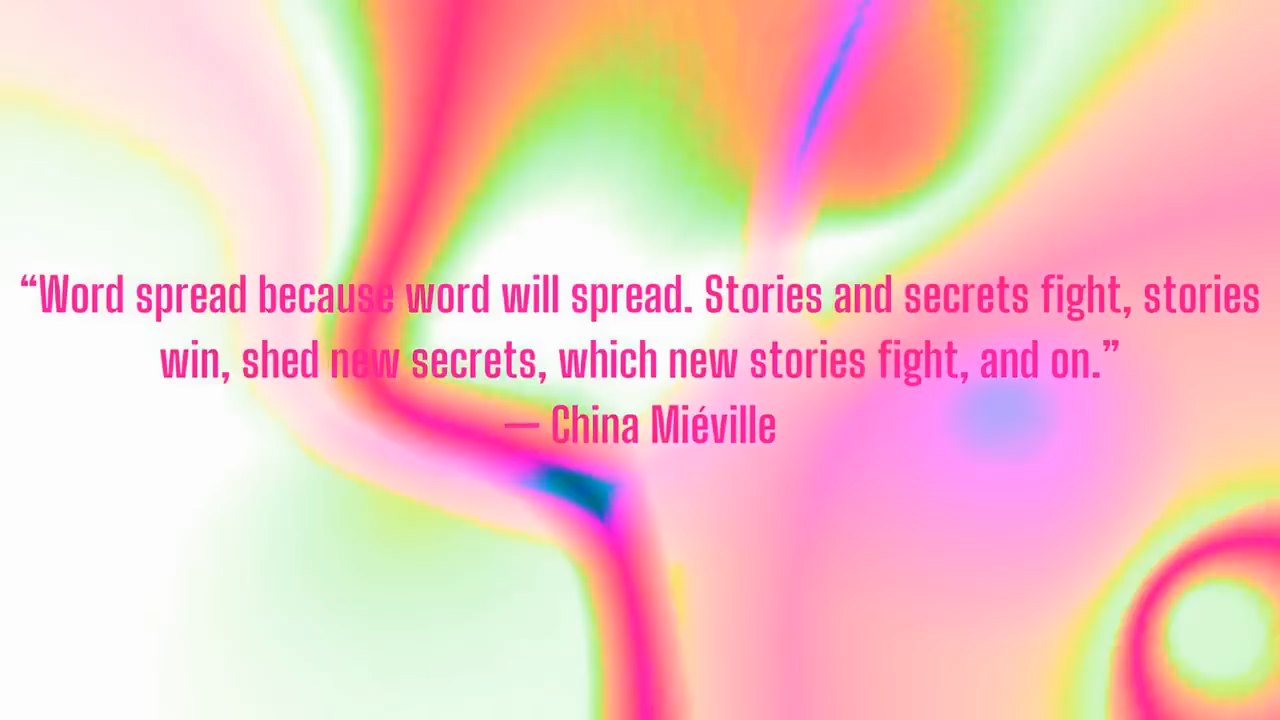 “Word spread because word will spread. Stories and secrets fight, stories
win, shed new secrets, which new stories fight, and on.”
— China Miéville